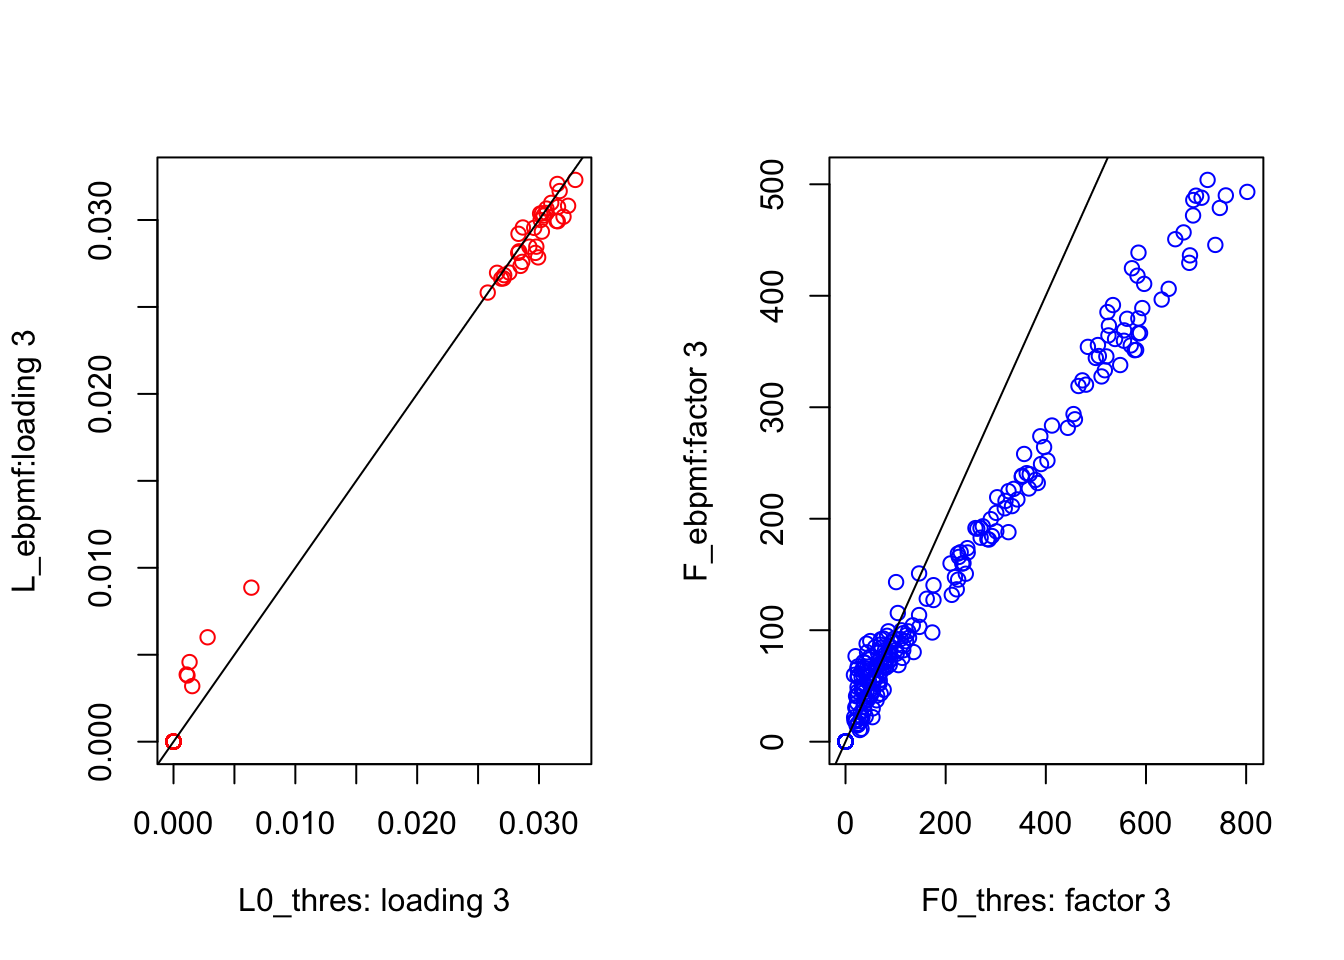 L_ebpmf:loading 3
0.030
0.020
0.010
0.000
0.000 0.010 0.020 0.030
L0_thres: loading 3
F_ebpmf:factor 3
500
400
300
200
100
0
0 200 400 600 800
F0_thres: factor 3